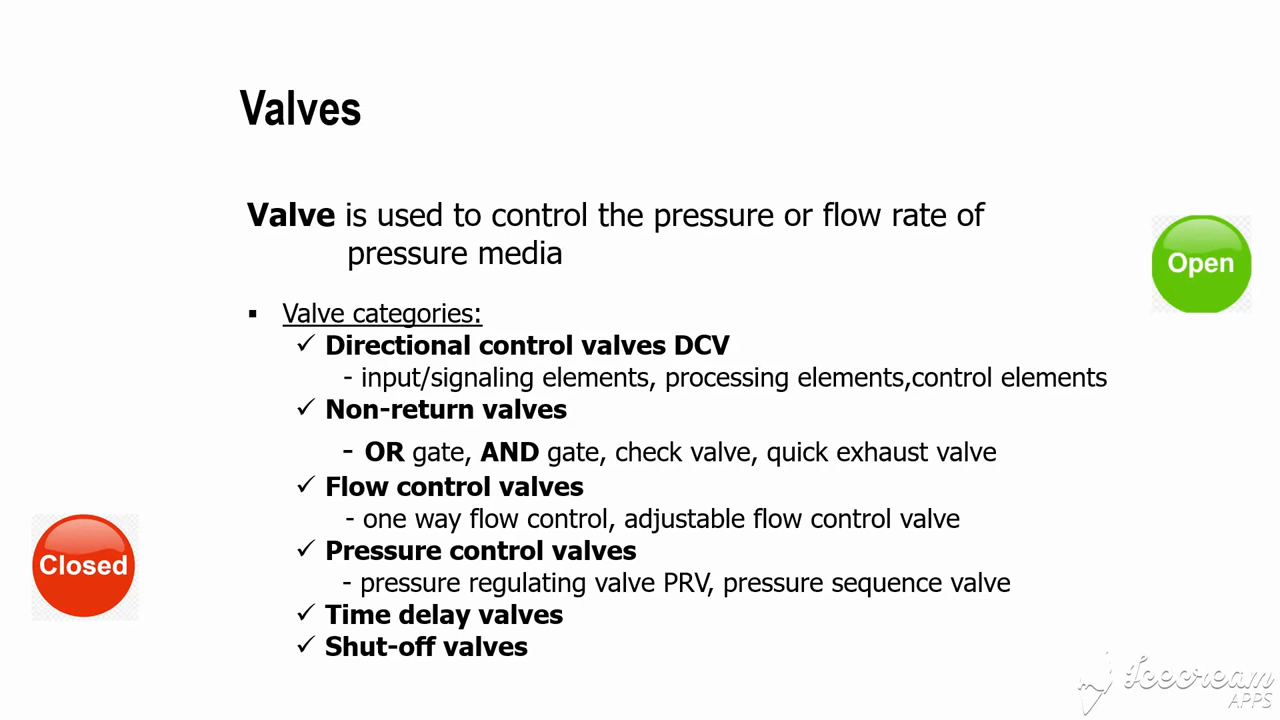 Valves
Valve is used to control the pressure or flow rate of
pressure media
Open
▪ Valve categories:
✓ Directional control valves DCV
- input/signaling elements, processing elements,control elements
✓ Non-return valves
- OR gate, AND gate, check valve, quick exhaust valve
✓ Flow control valves
- one way flow control, adjustable flow control valve
✓ Pressure control valves
Closed
- pressure regulating valve PRV, pressure sequence valve
✓ Time delay valves
✓ Shut-off valves
Icecream
APPS